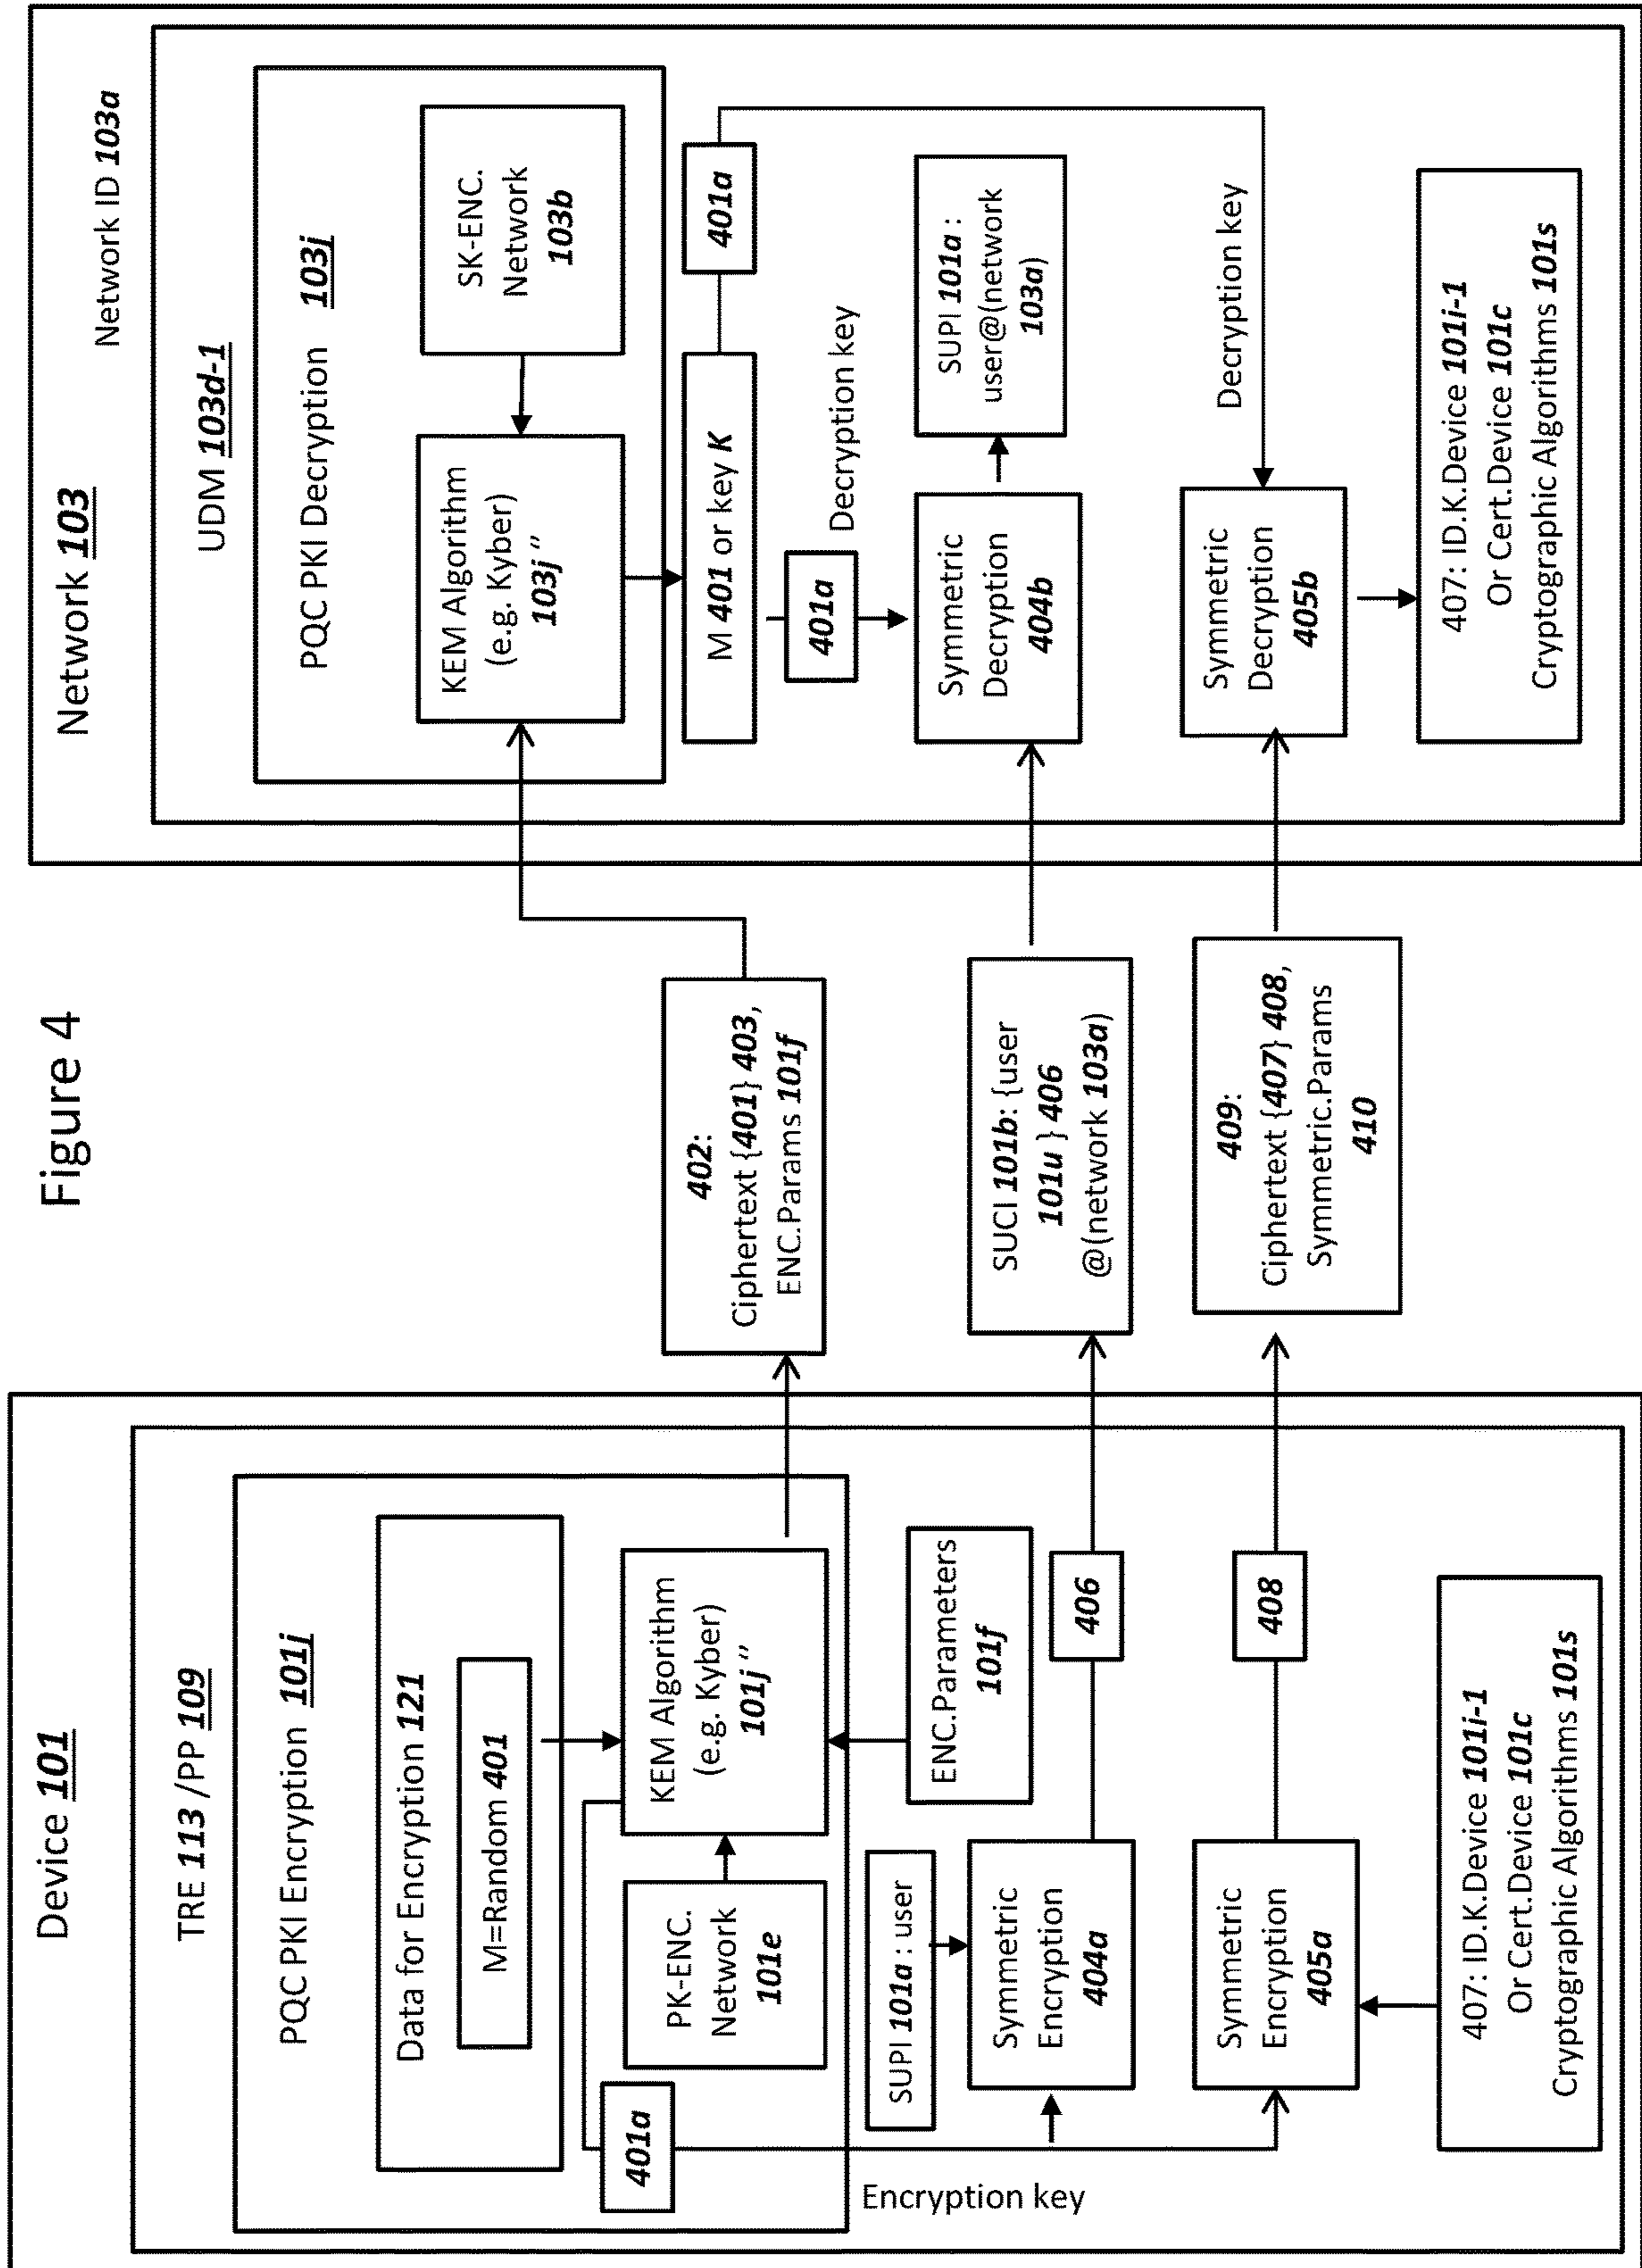 Figure 4
Device 101
TRE 113 /PP 109
PQC PKI Encryption 101j
Data for Encryption 121
M=Random 401
401a
PK-ENC.
Network
101e
KEM Algorithm
(e.g. Kyber)
101j"
Encryption key
SUPI 101a : user
ENC.Parameters
101f
Symmetric
Encryption
404a
406
Symmetric
Encryption
405a
408
407: ID.K.Device 101i-1
Or Cert.Device 101c
Cryptographic Algorithms 101s
402:
Ciphertext {401} 403,
ENC.Params 101f
SUCI 101b: {user
101u } 406
@(network 103a)
409:
Ciphertext {407} 408,
Symmetric.Params
410
Network 103
Network ID 103a
UDM 103d-1
PQC PKI Decryption 103j
KEM Algorithm
(e.g. Kyber)
103j"
SK-ENC.
Network
103b
M 401 or key K
401a
401a
Decryption key
Symmetric
Decryption
404b
SUPI 101a :
user@(network
103a)
Symmetric
Decryption
405b
Decryption key
407: ID.K.Device 101i-1
Or Cert.Device 101c
Cryptographic Algorithms 101s